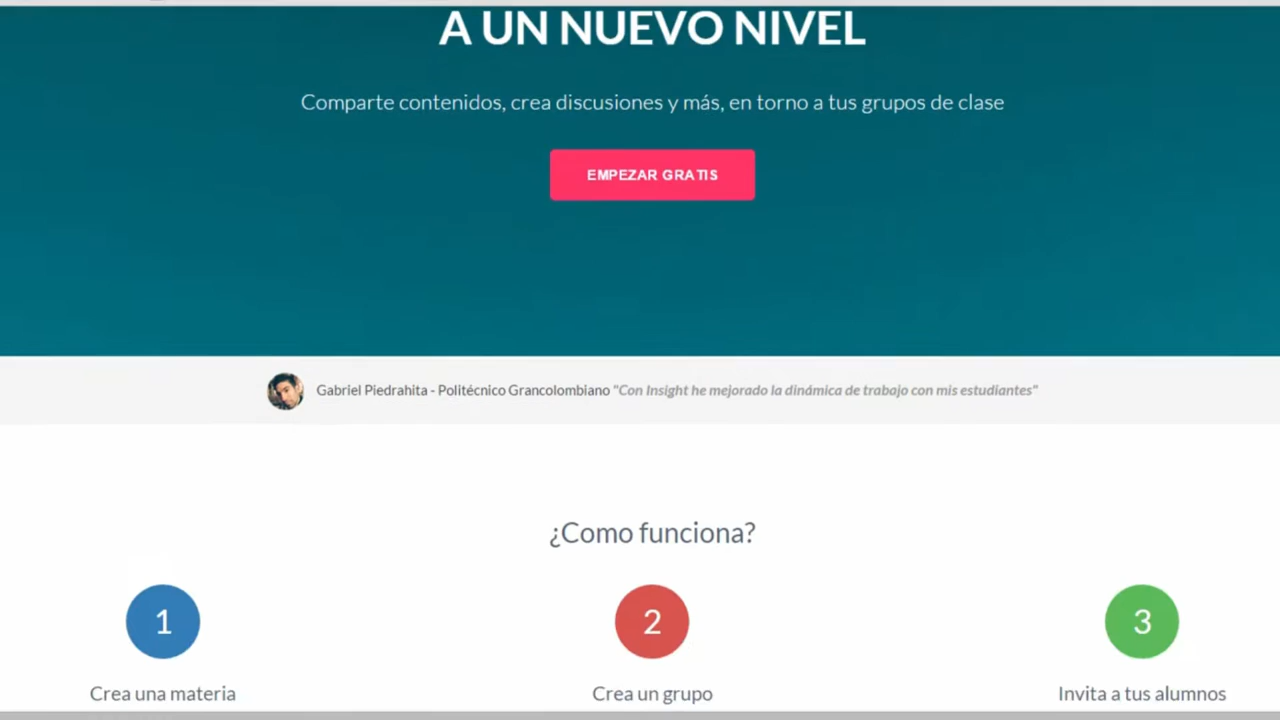 A UN NUEVO NIVEL
Comparte contenidos, crea discusiones y más, en torno a tus grupos de clase
EMPEZAR GRATIS
Gabriel Piedrahita - Politécnico Grancolombiano "Con Insight he mejorado la dinámica de trabajo con mis estudiantes"
¿Como funciona?
1
2
3
Crea una materia
Crea un grupo
Invita a tus alumnos